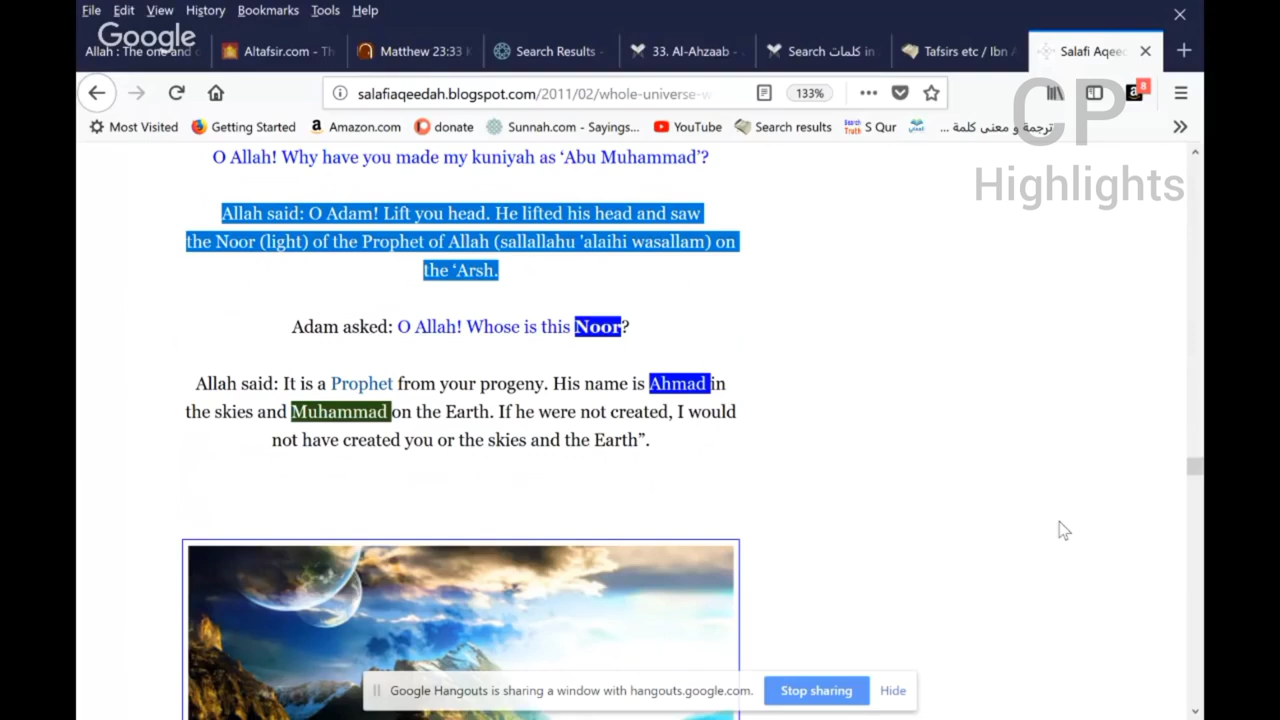 File Edit View History Bookmarks Tools Help
Google
Allah : The one and o
Altafsir.com - Th
Matthew 23:33 K
Search Results -
33. Al-Ahzaab -
Search كلمات in
Tafsirs etc / Ibn A
Salafi Aqeed
salafiaqeedah.blogspot.com/2011/02/whole-universe-w
133%
a 8
CP
Highlights
Most Visited
Getting Started
Amazon.com
donate
Sunnah.com - Sayings...
YouTube
Search results
S Qur
ترجمة و معنى كلمة ...
O Allah! Why have you made my kuniyah as ‘Abu Muhammad’?
Allah said: O Adam! Lift you head. He lifted his head and saw
the Noor (light) of the Prophet of Allah (sallallahu 'alaihi wasallam) on
the ‘Arsh.
Adam asked: O Allah! Whose is this Noor?
Allah said: It is a Prophet from your progeny. His name is Ahmad in
the skies and Muhammad on the Earth. If he were not created, I would
not have created you or the skies and the Earth”.
Google Hangouts is sharing a window with hangouts.google.com.
Stop sharing
Hide